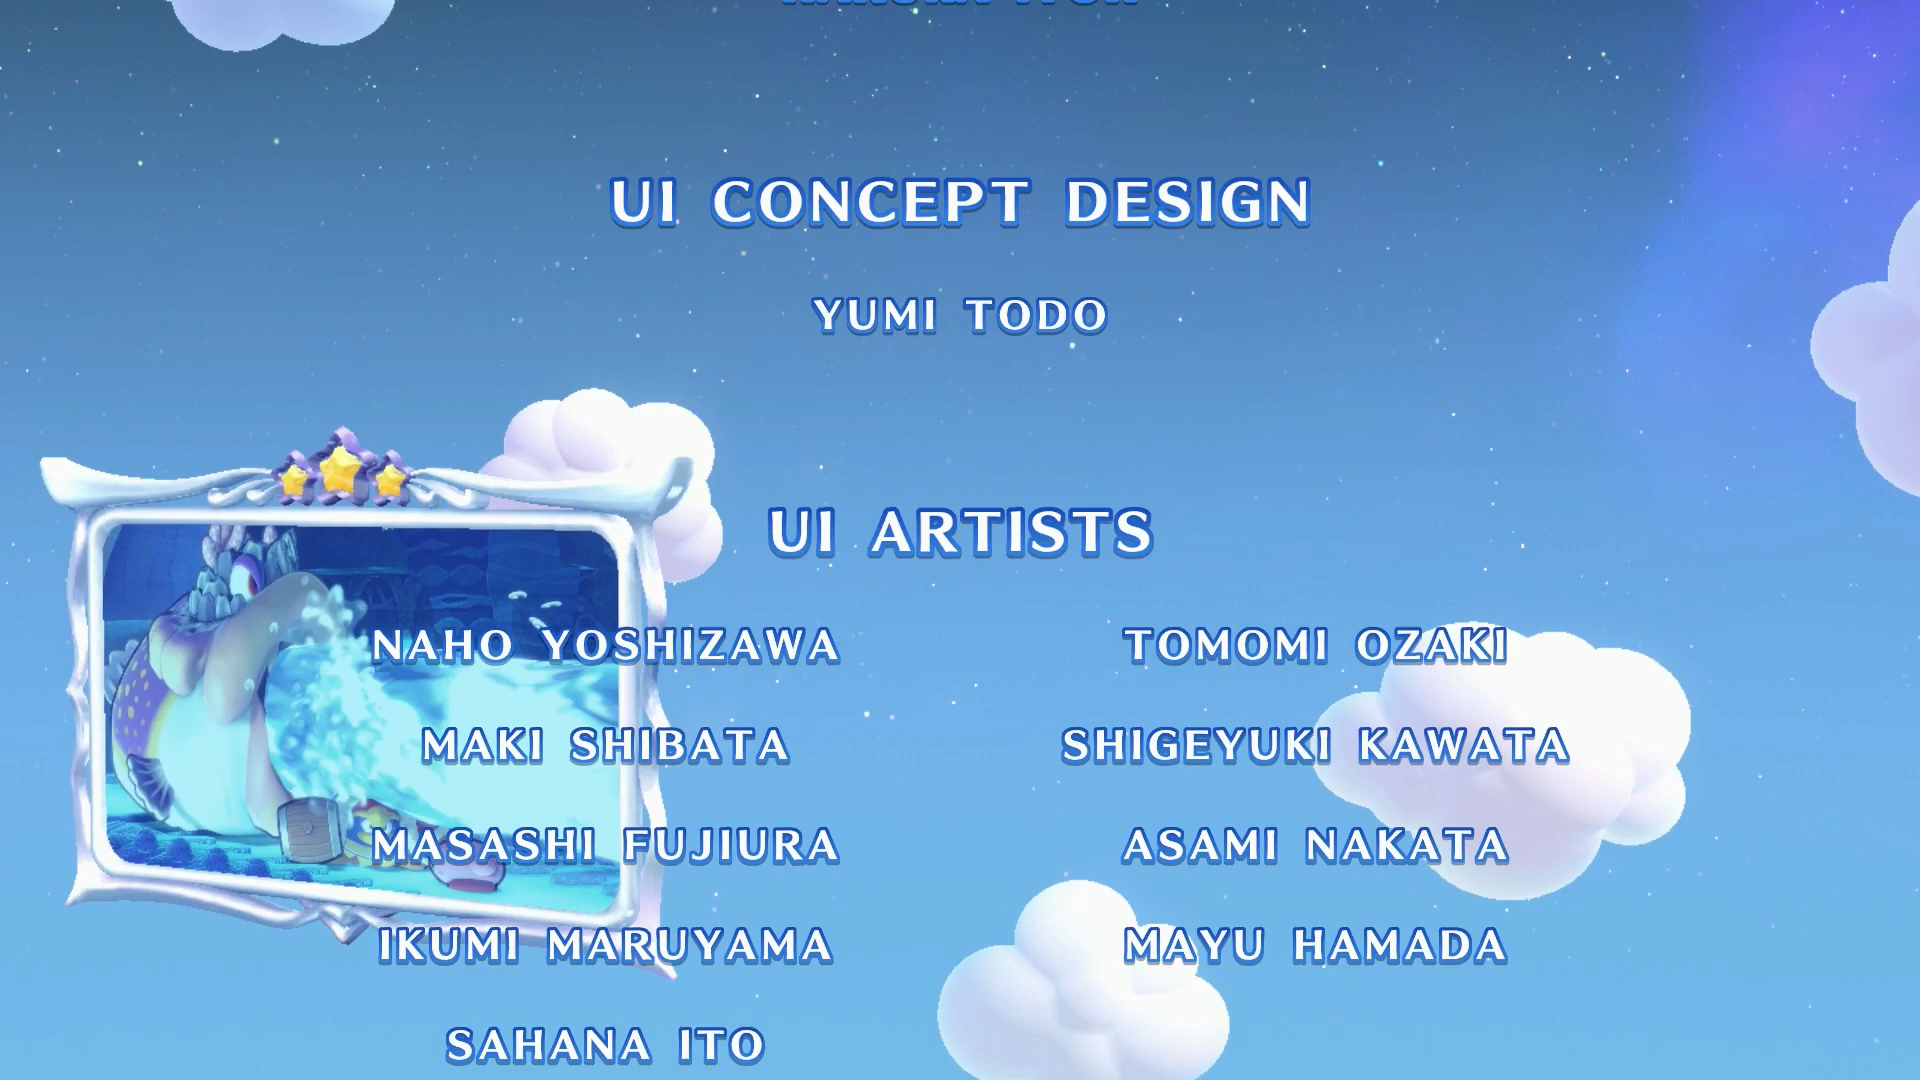 UI CONCEPT DESIGN
YUMI TODO
UI ARTISTS
NAHO YOSHIZAWA
TOMOMI OZAKI
MAKI SHIBATA
SHIGEYUKI KAWATA
MASASHI FUJIURA
ASAMI NAKATA
IKUMI MARUYAMA
MAYU HAMADA
SAHANA ITO